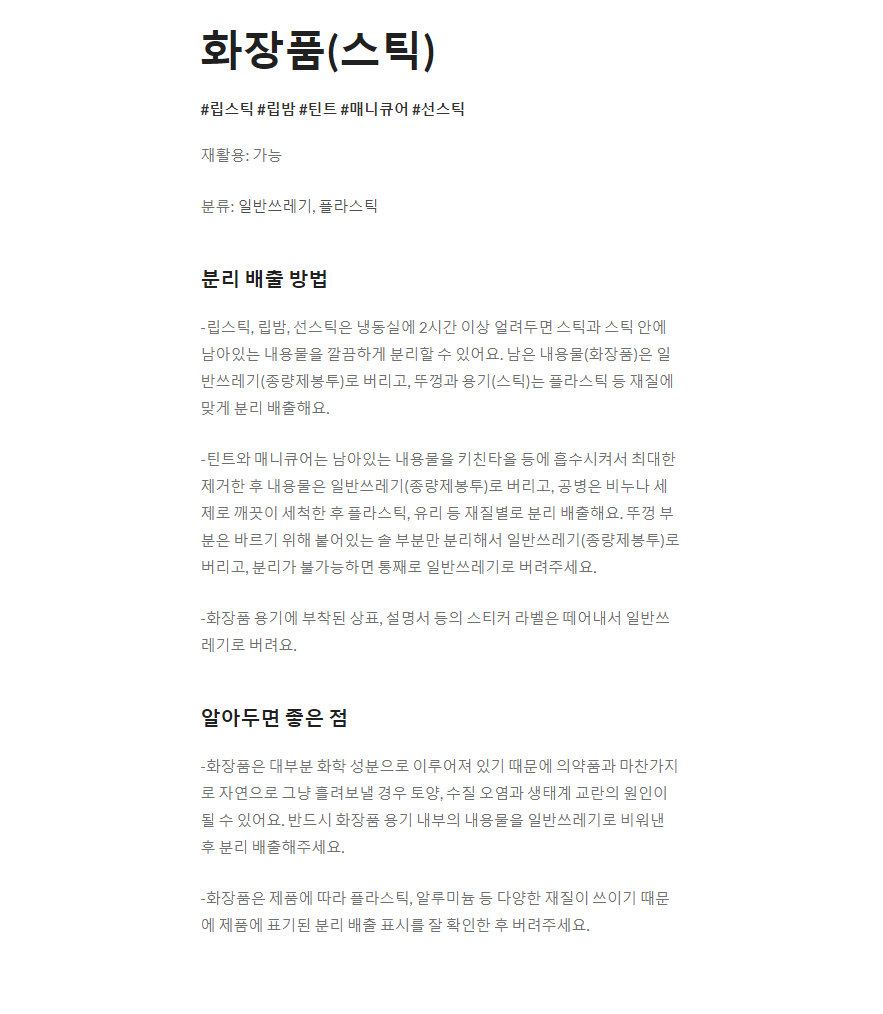 화장품(스틱)
#립스틱 #립밤 #틴트 #매니큐어 #선스틱
재활용: 가능
분류: 일반쓰레기, 플라스틱
분리 배출 방법
-립스틱, 립밤, 선스틱은 냉동실에 2시간 이상 얼려두면 스틱과 스틱 안에
남아있는 내용물을 깔끔하게 분리할 수 있어요. 남은 내용물(화장품)은 일
반쓰레기(종량제봉투)로 버리고, 뚜껑과 용기(스틱)는 플라스틱 등 재질에
맞게 분리 배출해요.
-틴트와 매니큐어는 남아있는 내용물을 키친타올 등에 흡수시켜서 최대한
제거한 후 내용물은 일반쓰레기(종량제봉투)로 버리고, 공병은 비누나 세
제로 깨끗이 세척한 후 플라스틱, 유리 등 재질별로 분리 배출해요. 뚜껑 부
분은 바르기 위해 붙어있는 솔 부분만 분리해서 일반쓰레기(종량제봉투)로
버리고, 분리가 불가능하면 통째로 일반쓰레기로 버려주세요.
-화장품 용기에 부착된 상표, 설명서 등의 스티커 라벨은 떼어내서 일반쓰
레기로 버려요.
알아두면 좋은 점
-화장품은 대부분 화학 성분으로 이루어져 있기 때문에 의약품과 마찬가지
로 자연으로 그냥 흘려보낼 경우 토양, 수질 오염과 생태계 교란의 원인이
될 수 있어요. 반드시 화장품 용기 내부의 내용물을 일반쓰레기로 비워낸
후 분리 배출해주세요.
-화장품은 제품에 따라 플라스틱, 알루미늄 등 다양한 재질이 쓰이기 때문
에 제품에 표기된 분리 배출 표시를 잘 확인한 후 버려주세요.